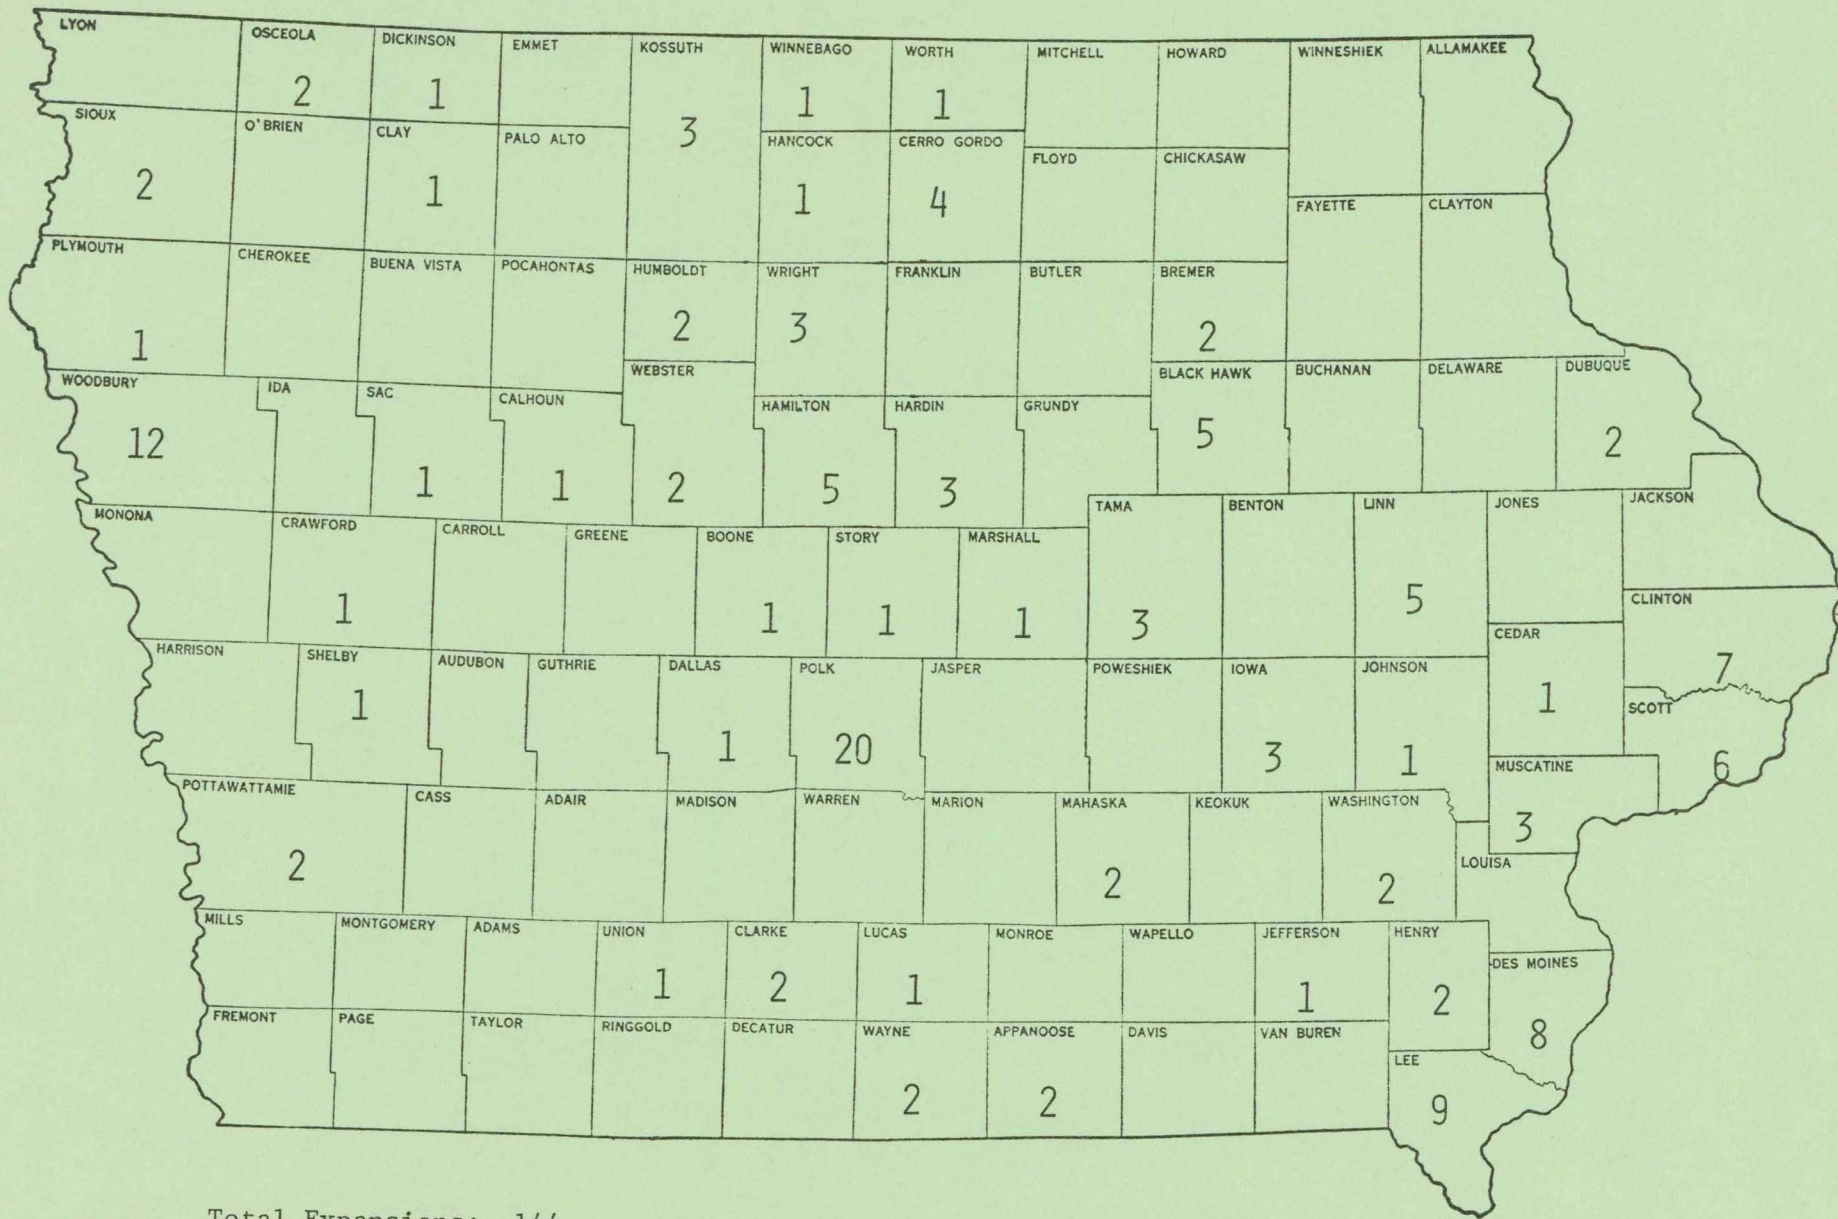 LYON
OSCEOLA
DICKINSON
EMMET
KOSSUTH
WINNEBAGO
WORTH
MITCHELL
HOWARD
WINNESHIEK
ALLAMAKEE
2
1
3
1
1
SIOUX
O'BRIEN
CLAY
PALO ALTO
HANCOCK
CERRO GORDO
FLOYD
CHICKASAW
2
1
1
4
FAYETTE
CLAYTON
PLYMOUTH
CHEROKEE
BUENA VISTA
POCAHONTAS
HUMBOLDT
WRIGHT
FRANKLIN
BUTLER
BREMER
1
2
3
2
WOODBURY
IDA
SAC
CALHOUN
WEBSTER
HAMILTON
HARDIN
GRUNDY
BLACK HAWK
BUCHANAN
DELAWARE
DUBUQUE
12
1
1
2
5
3
5
2
MONONA
CRAWFORD
CARROLL
GREENE
BOONE
STORY
MARSHALL
TAMA
BENTON
LINN
JONES
JACKSON
1
1
1
1
3
5
CLINTON
7
CEDAR
1
HARRISON
SHELBY
AUDUBON
GUTHRIE
DALLAS
POLK
JASPER
POWESHIEK
IOWA
JOHNSON
SCOTT
1
1
20
3
1
6
MUSCATINE
3
POTTAWATTAMIE
CASS
ADAIR
MADISON
WARREN
MARION
MAHASKA
KEOKUK
WASHINGTON
LOUISA
2
2
2
MILLS
MONTGOMERY
ADAMS
UNION
CLARKE
LUCAS
MONROE
WAPELLO
JEFFERSON
HENRY
DES MOINES
1
2
1
1
2
8
FREMONT
PAGE
TAYLOR
RINGGOLD
DECATUR
WAYNE
APPANOOSE
DAVIS
VAN BUREN
LEE
2
2
9
Total Expansions: 144